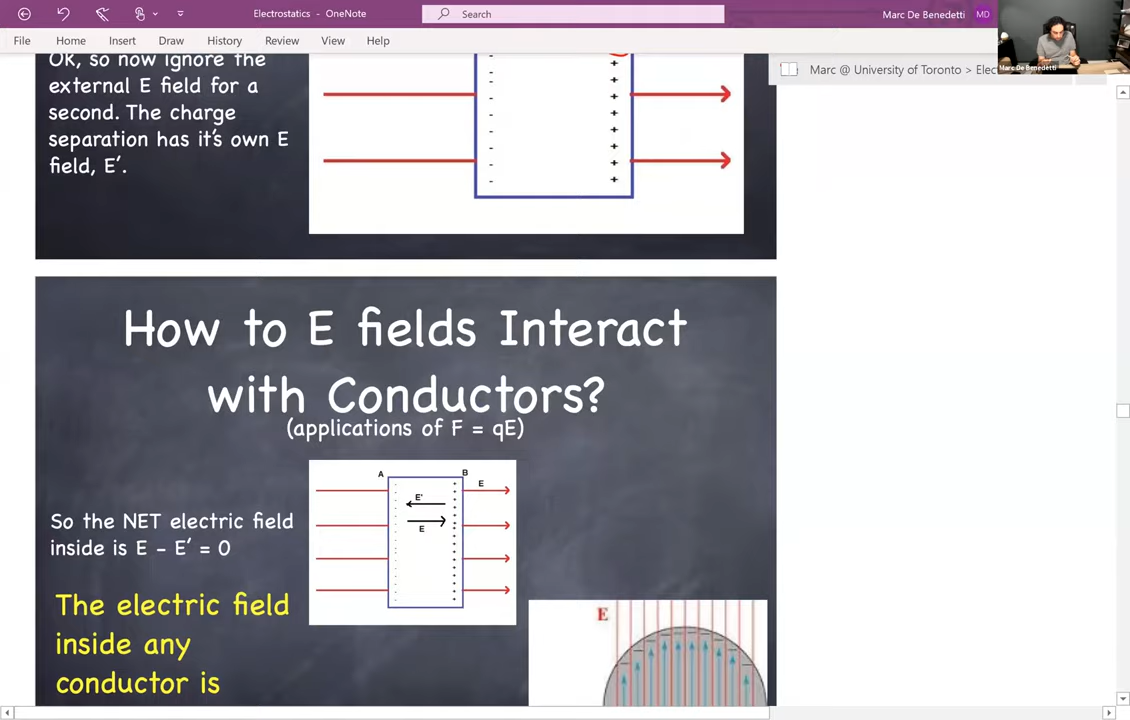 Electrostatics - OneNote
Search
Marc De Benedetti
MD
File Home Insert Draw History Review View Help
Marc De Benedetti
Marc @ University of Toronto > Elec
OK, so now ignore the
external E field for a
second. The charge
separation has it's own E
field, E'.
How to E fields Interact
with Conductors?
(applications of F = qE)
A
B
E
E'
E
So the NET electric field
inside is E - E' = 0
The electric field
inside any
conductor is
E